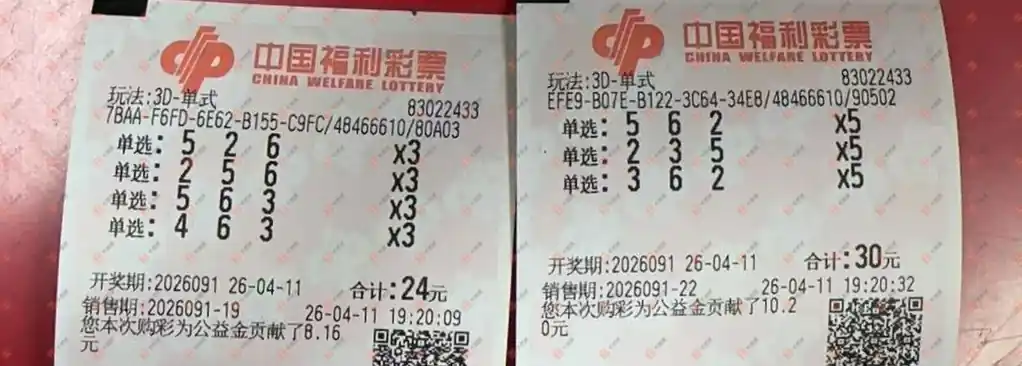 中国福利彩票
CHINA WELFARE LOTTERY
玩法:3D-单式
83022433
7BAA-F6FD-6E62-B155-C9FC/48466610/80A03
单选: 5 2 6 x3
单选: 2 5 6 x3
单选: 5 6 3 x3
单选: 4 6 3 x3
开奖期:2026091 26-04-11 合计:24元
销售期:2026091-19 26-04-11 19:20:09
您本次购彩为公益金贡献了8.16
元
中国福利彩票
CHINA WELFARE LOTTERY
玩法:3D-单式
83022433
EFE9-B07E-B122-3C64-34E8/48466610/90502
单选: 5 6 2 x5
单选: 2 3 5 x5
单选: 3 6 2 x5
开奖期:2026091 26-04-11 合计:30元
销售期:2026091-22 26-04-11 19:20:32
您本次购彩为公益金贡献了10.2
0元